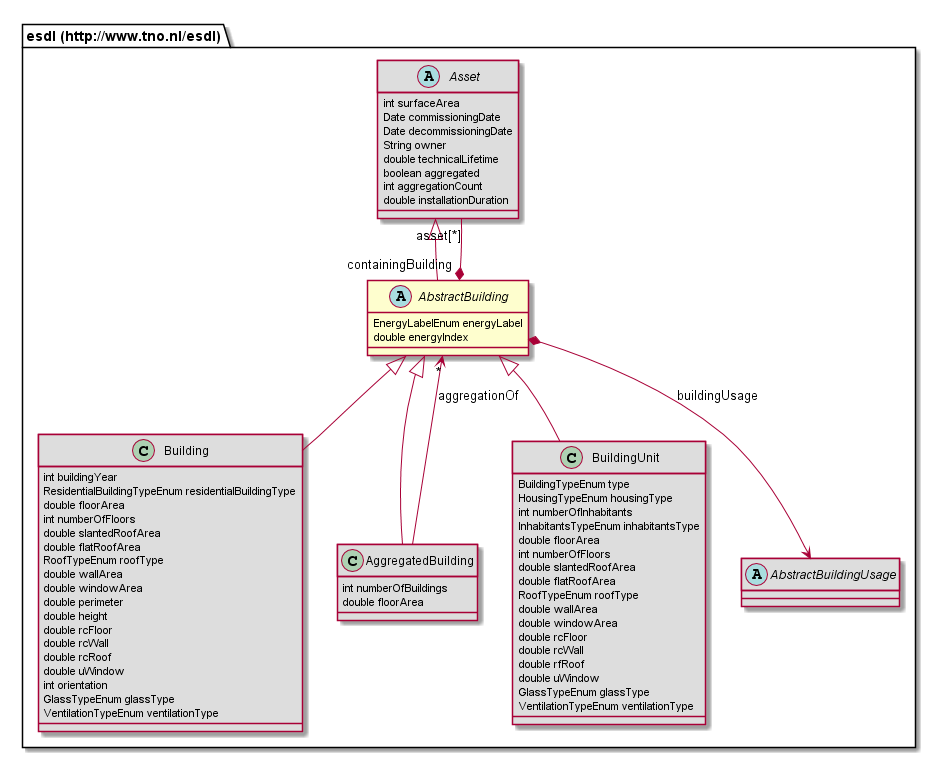 esdl (http://www.tno.nl/esdl)
A Asset
int surfaceArea
Date commissioningDate
Date decommissioningDate
String owner
double technicalLifetime
boolean aggregated
int aggregationCount
double installationDuration
asset[*]
containingBuilding
A AbstractBuilding
EnergyLabelEnum energyLabel
double energyIndex
*
aggregationOf
buildingUsage
C Building
int buildingYear
ResidentialBuildingTypeEnum residentialBuildingType
double floorArea
int numberOfFloors
double slantedRoofArea
double flatRoofArea
RoofTypeEnum roofType
double wallArea
double windowArea
double perimeter
double height
double rcFloor
double rcWall
double rcRoof
double uWindow
int orientation
GlassTypeEnum glassType
VentilationTypeEnum ventilationType
C AggregatedBuilding
int numberOfBuildings
double floorArea
C BuildingUnit
BuildingTypeEnum type
HousingTypeEnum housingType
int numberOfInhabitants
InhabitantsTypeEnum inhabitantsType
double floorArea
int numberOfFloors
double slantedRoofArea
double flatRoofArea
RoofTypeEnum roofType
double wallArea
double windowArea
double rcFloor
double rcWall
double rfRoof
double uWindow
GlassTypeEnum glassType
VentilationTypeEnum ventilationType
A AbstractBuildingUsage